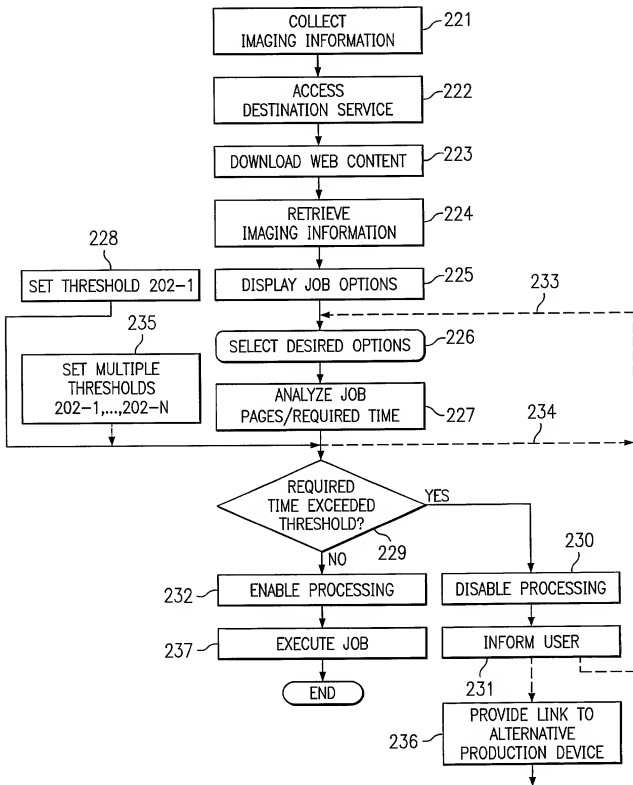 COLLECT
IMAGING INFORMATION
221
ACCESS
DESTINATION SERVICE
222
DOWNLOAD WEB CONTENT
223
RETRIEVE
IMAGING INFORMATION
224
228
SET THRESHOLD 202-1
DISPLAY JOB OPTIONS
225
233
235
SET MULTIPLE
THRESHOLDS
202-1,...,202-N
SELECT DESIRED OPTIONS
226
ANALYZE JOB
PAGES/REQUIRED TIME
227
234
REQUIRED
TIME EXCEEDED
THRESHOLD?
YES
229
NO
230
232
ENABLE PROCESSING
DISABLE PROCESSING
237
EXECUTE JOB
INFORM USER
231
END
236
PROVIDE LINK TO
ALTERNATIVE
PRODUCTION DEVICE